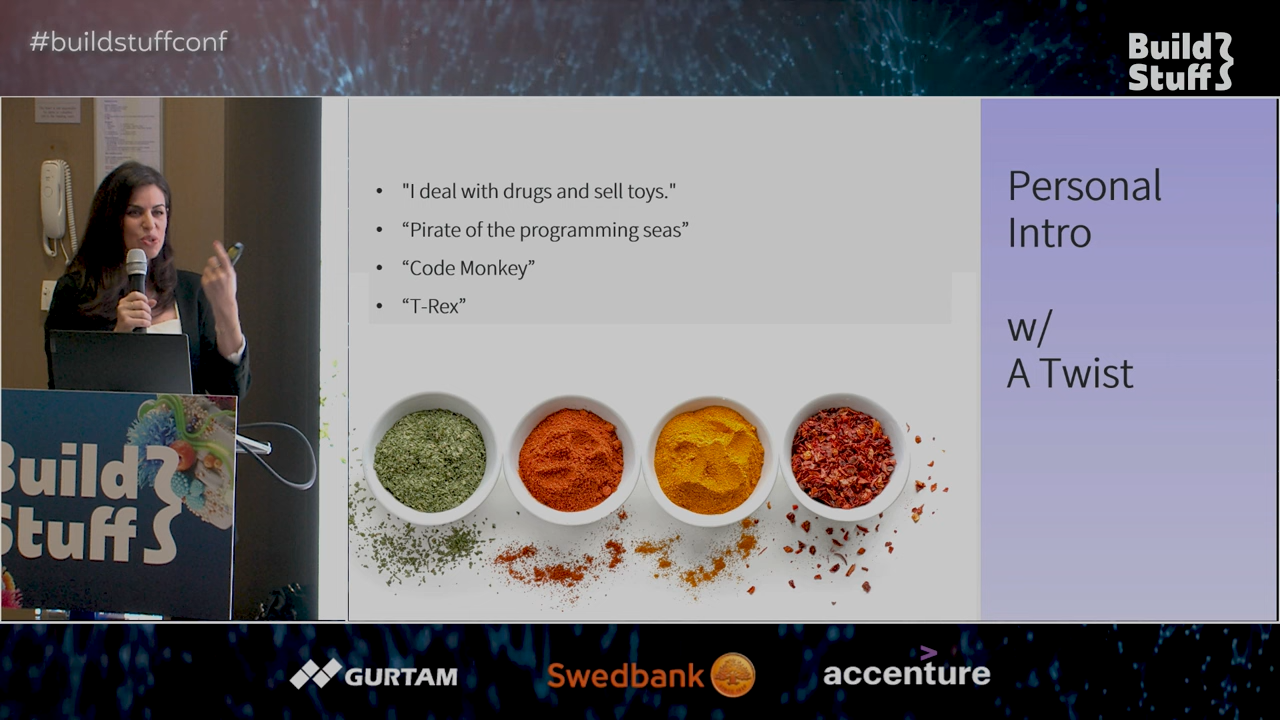 #buildstuffconf
Build
Stuff
• "I deal with drugs and sell toys."
• “Pirate of the programming seas”
• “Code Monkey”
• “T-Rex”
Personal
Intro
w/
A Twist
Build
Stuff
GURTAM
Swedbank
accenture